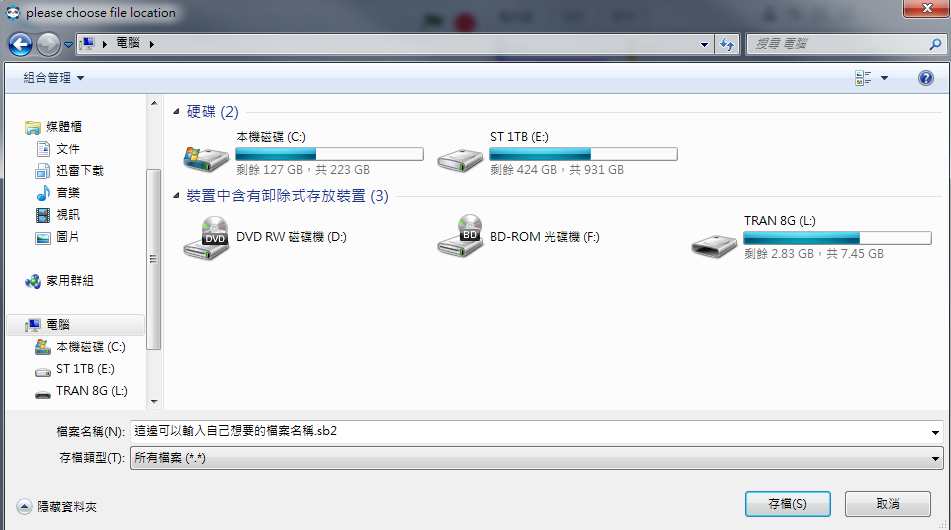 please choose file location
電腦
搜尋 電腦
組合管理
媒體櫃
文件
迅雷下載
音樂
視訊
圖片
家用群組
電腦
本機磁碟 (C:)
ST 1TB (E:)
TRAN 8G (L:)
硬碟 (2)
本機磁碟 (C:)
剩餘 127 GB，共 223 GB
ST 1TB (E:)
剩餘 424 GB，共 931 GB
裝置中含有卸除式存放裝置 (3)
DVD
DVD RW 磁碟機 (D:)
BD
BD-ROM 光碟機 (F:)
TRAN 8G (L:)
剩餘 2.83 GB，共 7.45 GB
檔案名稱(N):
這邊可以輸入自己想要的檔案名稱.sb2
存檔類型(T):
所有檔案 (*.*)
隱藏資料夾
存檔(S)
取消